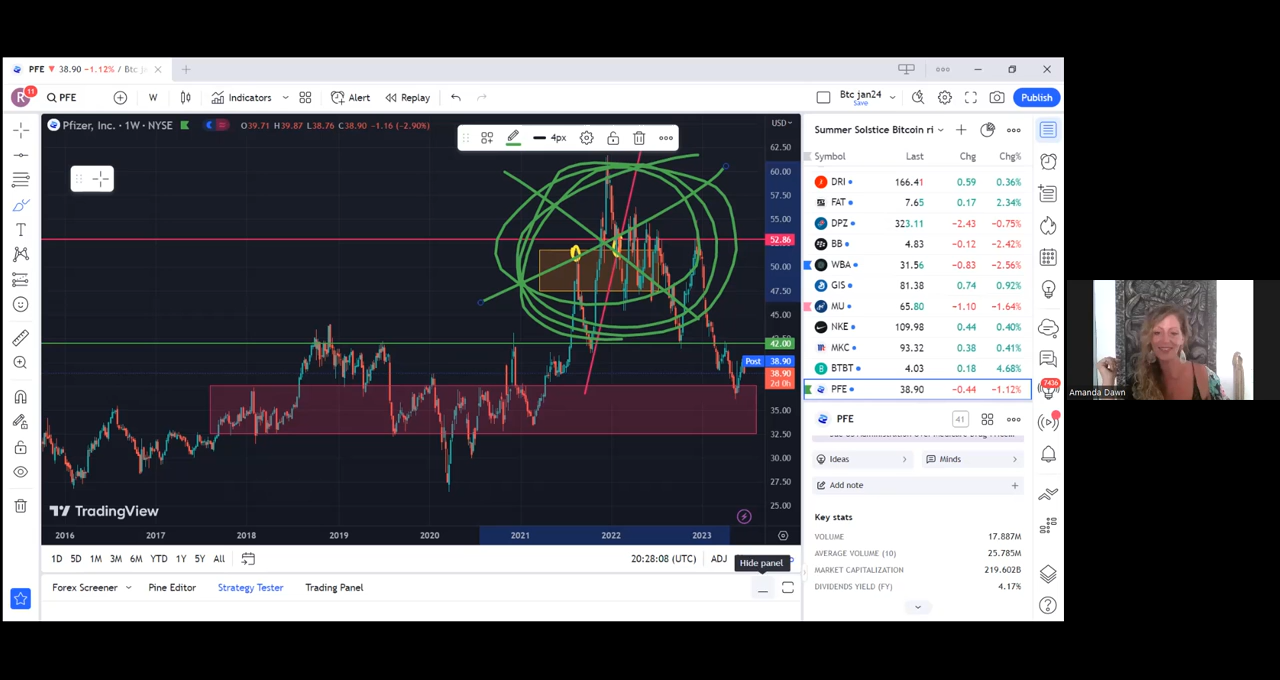 PFE 38.90 -1.12% / Btc j
R 11 PFE W Indicators Alert Replay Btc jan24 Save Publish
Pfizer, Inc. · 1W · NYSE O39.71 H39.87 L38.76 C38.90 -1.16 (-2.90%) USD
4px
62.50
60.00
57.50
55.00
52.86
50.00
47.50
45.00
42.00
Post 38.90
38.90
2d 0h
35.00
32.50
30.00
27.50
25.00
TradingView
2016 2017 2018 2019 2020 2021 2022 2023
1D 5D 1M 3M 6M YTD 1Y 5Y All 20:28:08 (UTC) ADJ
Hide panel
Forex Screener Pine Editor Strategy Tester Trading Panel
Summer Solstice Bitcoin ri
Symbol Last Chg Chg%
DRI 166.41 0.59 0.36%
FAT 7.65 0.17 2.34%
DPZ 323.11 -2.43 -0.75%
BB 4.83 -0.12 -2.42%
WBA 31.56 -0.83 -2.56%
GIS 81.38 0.74 0.92%
MU 65.80 -1.10 -1.64%
NKE 109.98 0.44 0.40%
MKC 93.32 0.38 0.41%
BTBT 4.03 0.18 4.68%
PFE 38.90 -0.44 -1.12%
PFE 41
Ideas Minds
Add note
Key stats
VOLUME 17.887M
AVERAGE VOLUME (10) 25.785M
MARKET CAPITALIZATION 219.602B
DIVIDENDS YIELD (FY) 4.17%
7436
Amanda Dawn